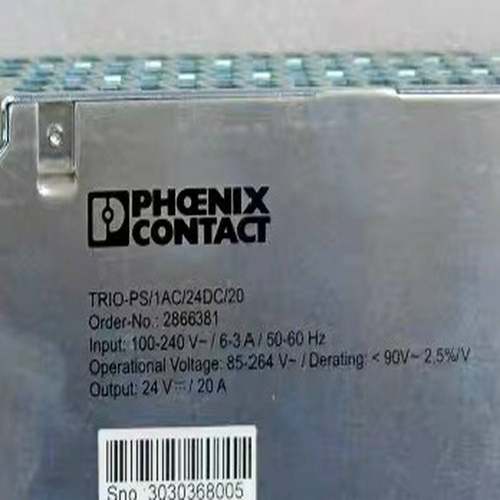 PHŒNIX
CONTACT
TRIO-PS/1AC/24DC/20
Order-No.: 2866381
Input: 100-240 V~ / 6-3 A / 50-60 Hz
Operational Voltage: 85-264 V~ / Derating: < 90V~ 2,5%/V
Output: 24 V⎓ / 20 A
Sno 3030368005